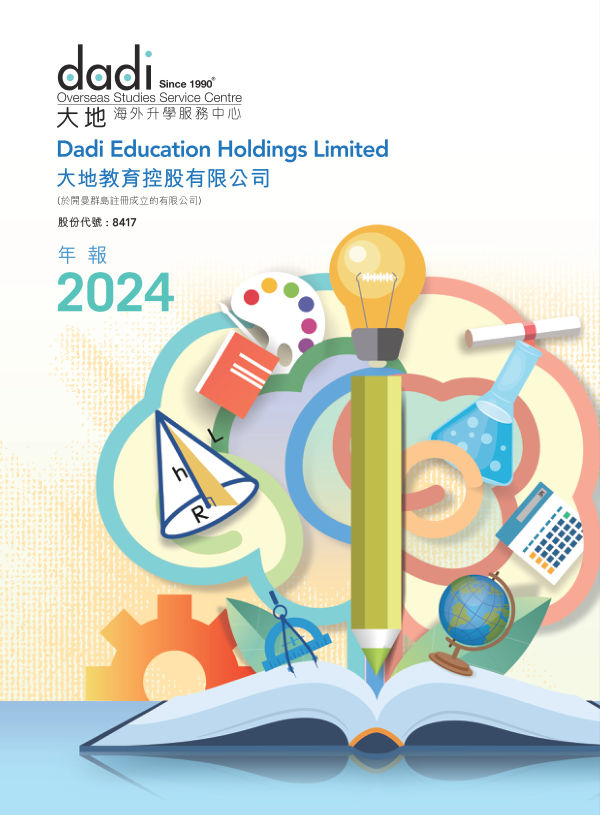 dadi Since 1990®
Overseas Studies Service Centre
大地 海外升學服務中心
Dadi Education Holdings Limited
大地教育控股有限公司
(於開曼群島註冊成立的有限公司)
股份代號 : 8417
年報
2024
L
h
R